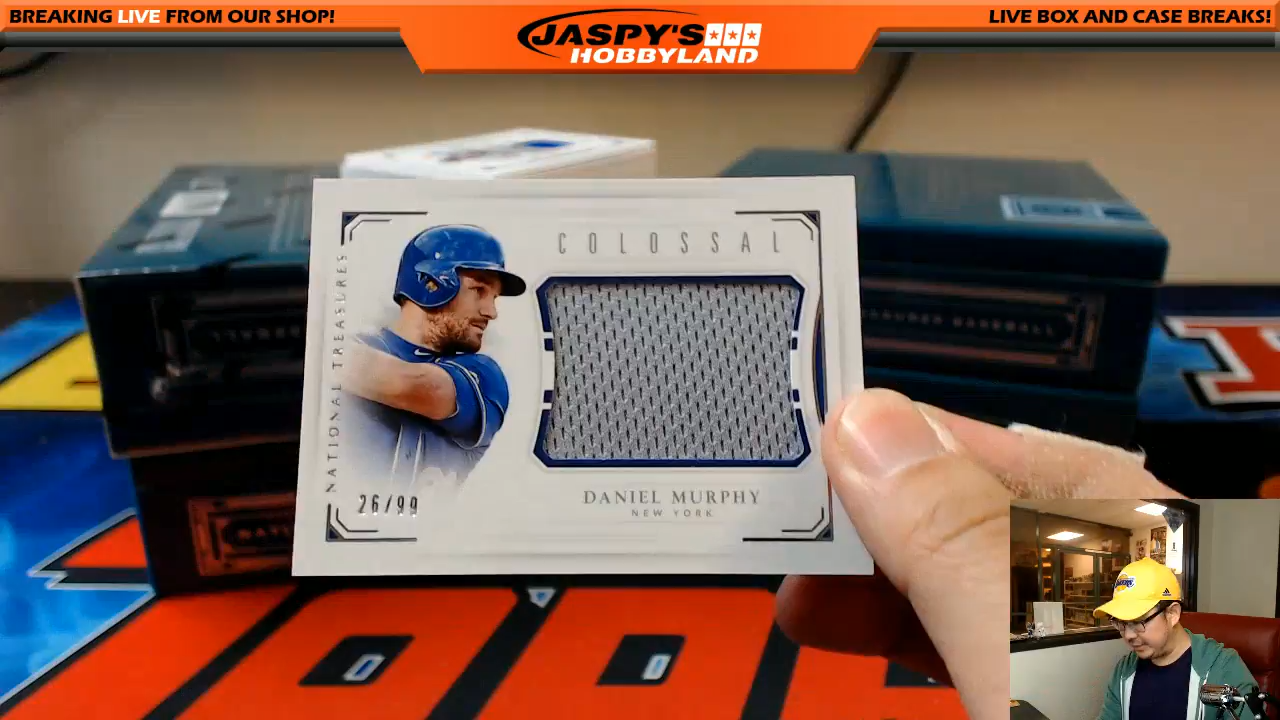 BREAKING LIVE FROM OUR SHOP!
JASPY'S
HOBBYLAND
LIVE BOX AND CASE BREAKS!
COLOSSAL
NATIONAL TREASURES
26/99
DANIEL MURPHY
NEW YORK